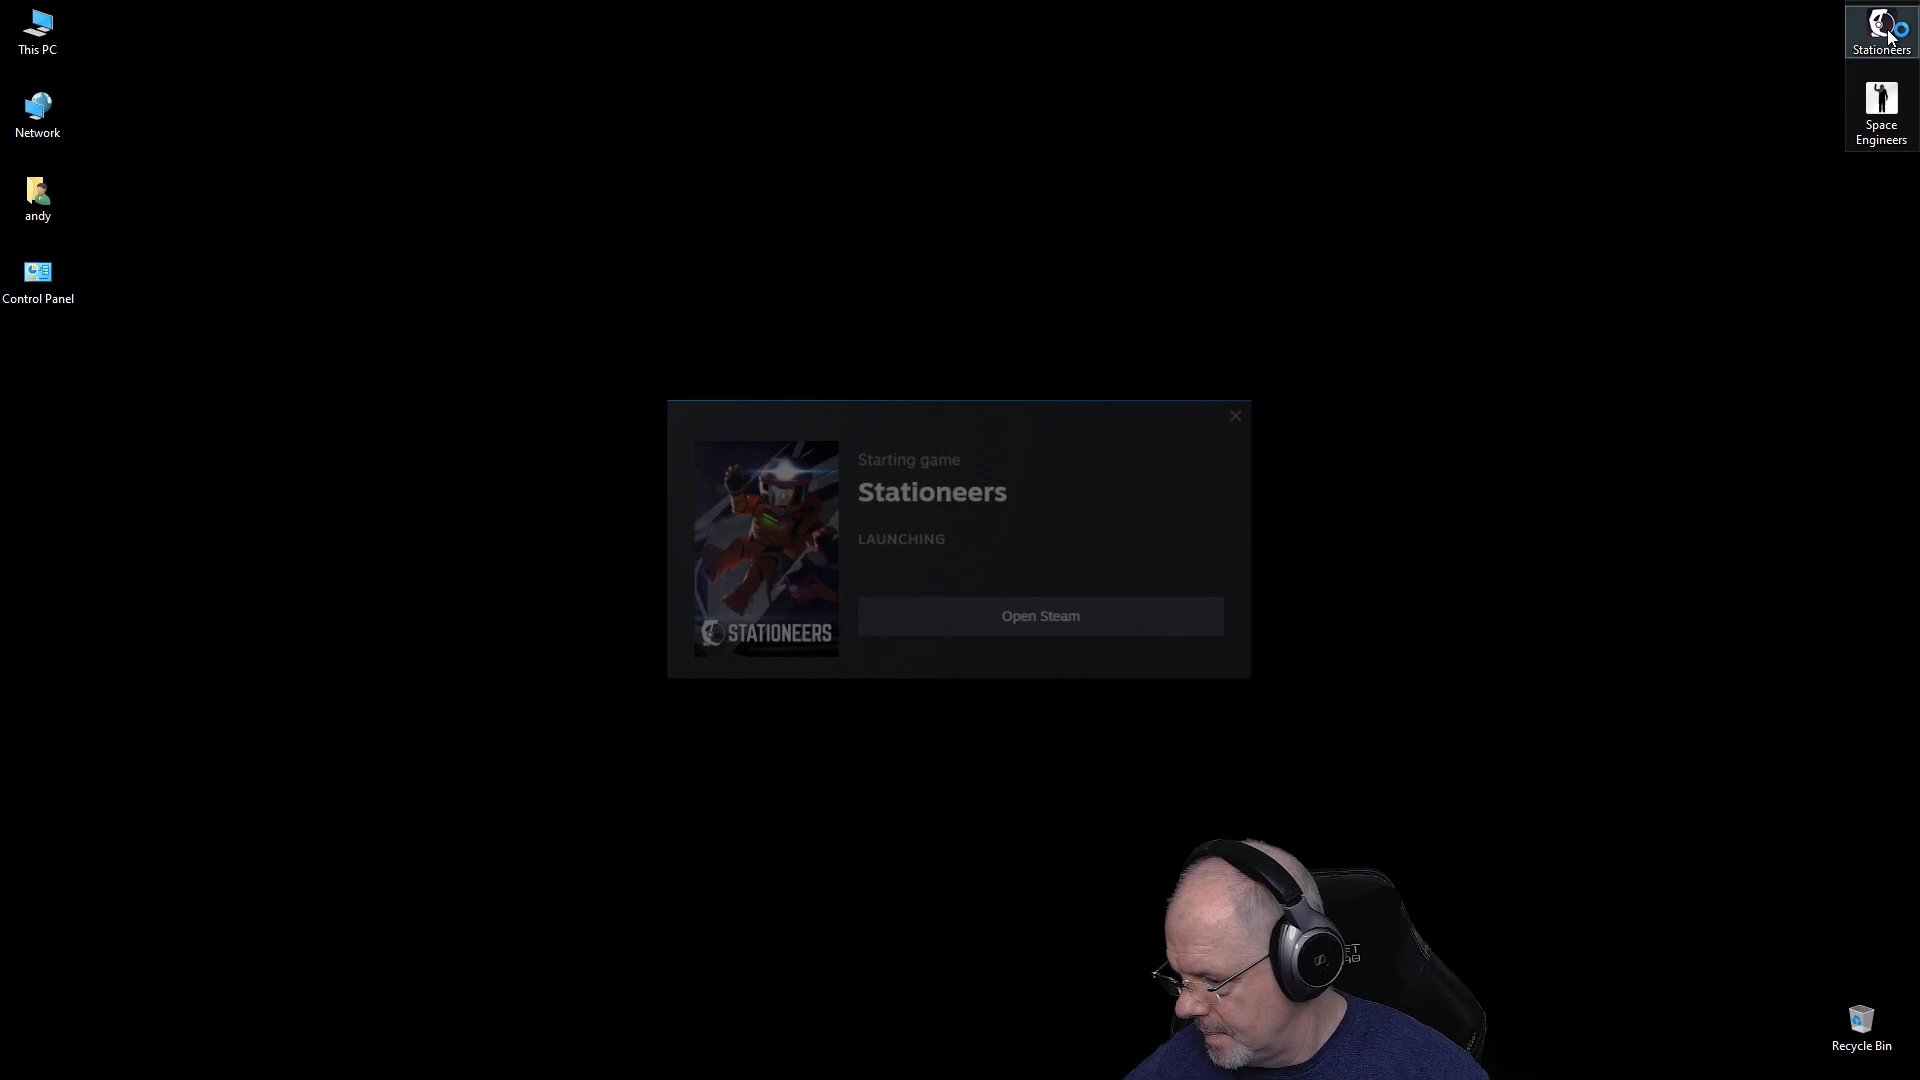 This PC
Network
andy
Control Panel
Stationeers
Space
Engineers
Starting game
Stationeers
LAUNCHING
Open Steam
STATIONEERS
Recycle Bin